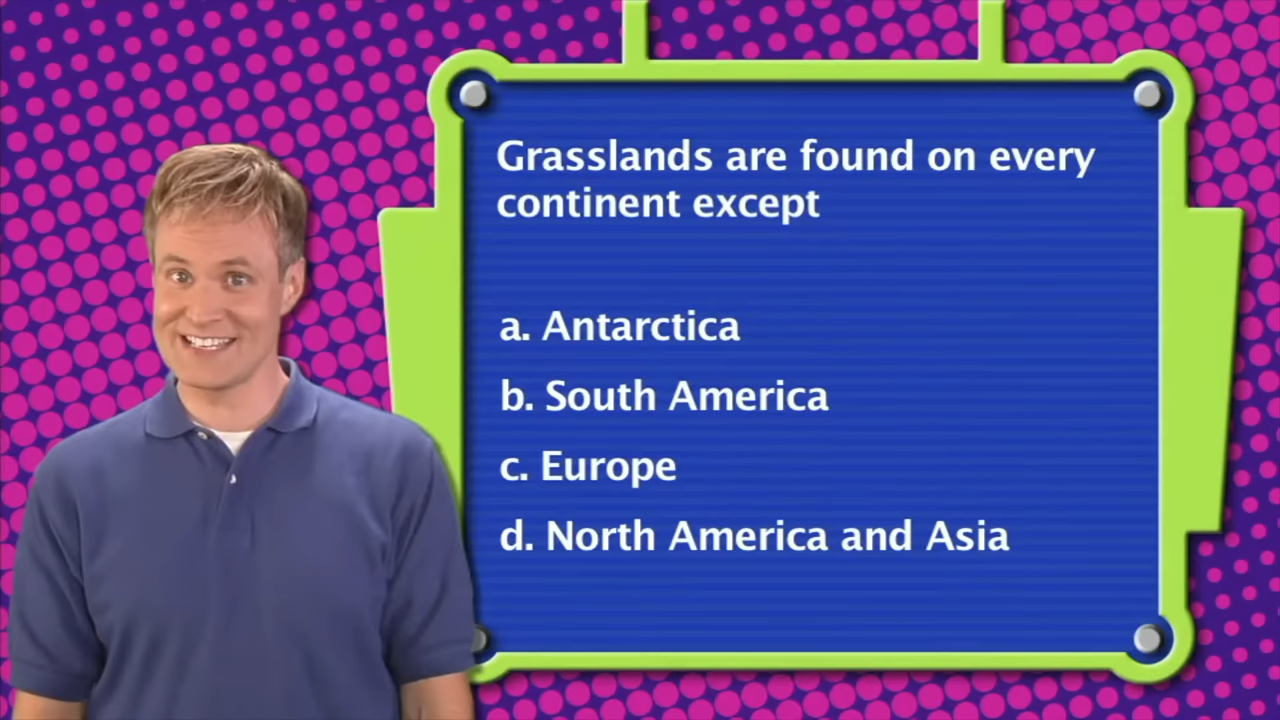 Grasslands are found on every
continent except
a. Antarctica
b. South America
c. Europe
d. North America and Asia